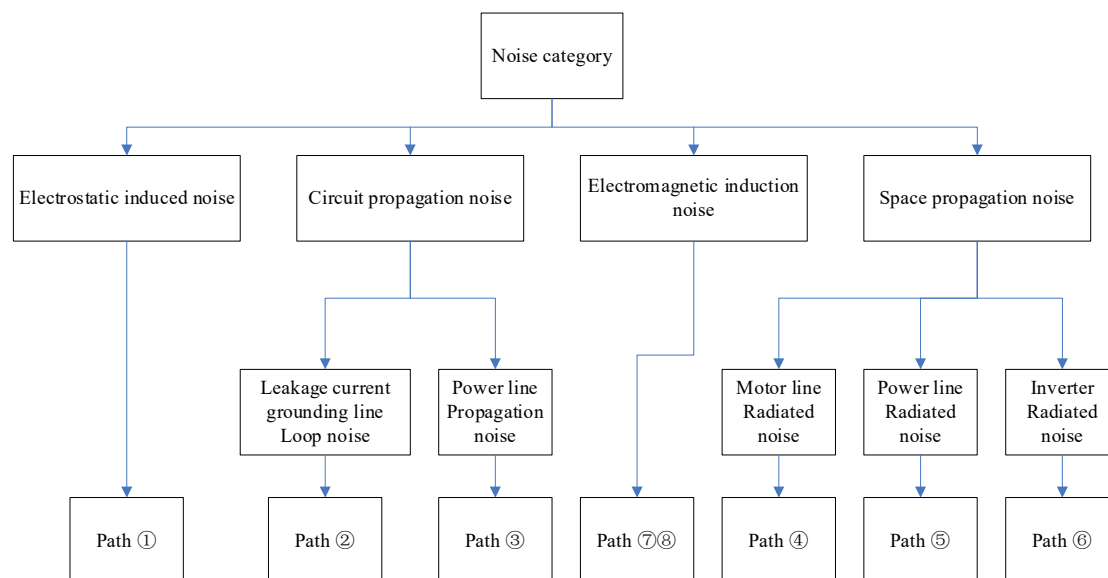 Noise category
Electrostatic induced noise
Circuit propagation noise
Electromagnetic induction
noise
Space propagation noise
Leakage current
grounding line
Loop noise
Power line
Propagation
noise
Motor line
Radiated
noise
Power line
Radiated
noise
Inverter
Radiated
noise
Path ①
Path ②
Path ③
Path ⑦⑧
Path ④
Path ⑤
Path ⑥